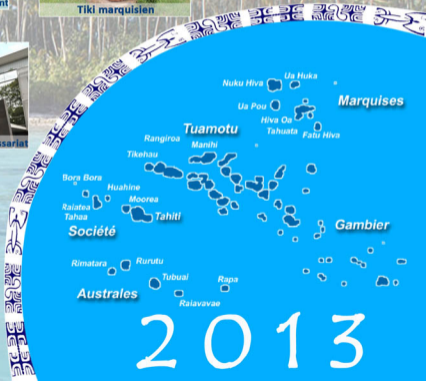 Tiki marquisien
Nuku Hiva
Ua Huka
Ua Pou
Marquises
Hiva Oa
Tahuata
Fatu Hiva
Tuamotu
Rangiroa
Manihi
Tikehau
Bora Bora
Huahine
Raiatea
Tahaa
Moorea
Tahiti
Société
Gambier
Rimatara
Rurutu
Tubuai
Rapa
Australes
Raiavavae
2013